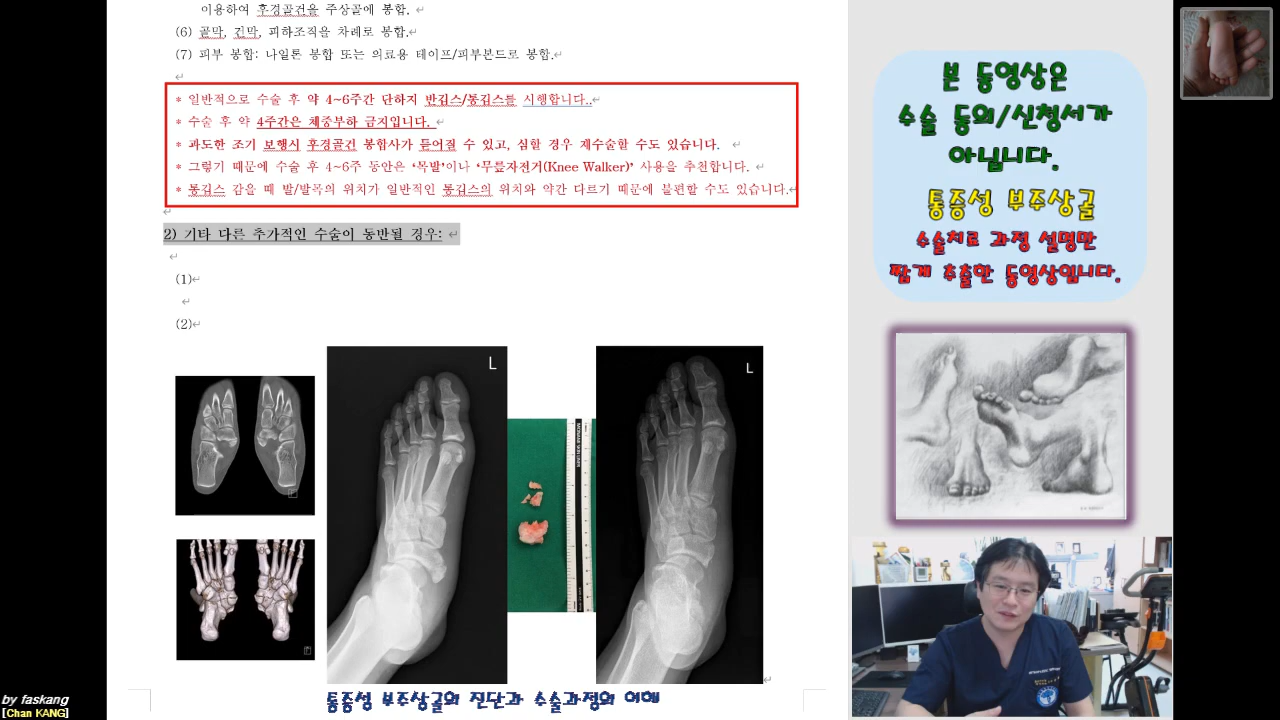 이용하여 후경골건을 주상골에 봉합.
(6) 골막, 건막, 피하조직을 차례로 봉합.
(7) 피부 봉합: 나일론 봉합 또는 의료용 테이프/피부본드로 봉합.
* 일반적으로 수술 후 약 4~6주간 단하지 반깁스/통깁스를 시행합니다..
* 수술 후 약 4주간은 체중부하 금지입니다.
* 과도한 조기 보행시 후경골건 봉합사가 뜯어질 수 있고, 심할 경우 재수술할 수도 있습니다.
* 그렇기 때문에 수술 후 4~6주 동안은 ‘목발’이나 ‘무릎자전거(Knee Walker)’ 사용을 추천합니다.
* 통깁스 감을 때 발/발목의 위치가 일반적인 통깁스의 위치와 약간 다르기 때문에 불편할 수도 있습니다.
2) 기타 다른 추가적인 수술이 동반될 경우:
(1)
(2)
L
L
통증성 부주상골의 진단과 수술과정의 이해
본 동영상은
수술 동의/신청서가
아닙니다.
통증성 부주상골
수술치료 과정 설명만
짧게 추출한 동영상입니다.
by faskang
[Chan KANG]